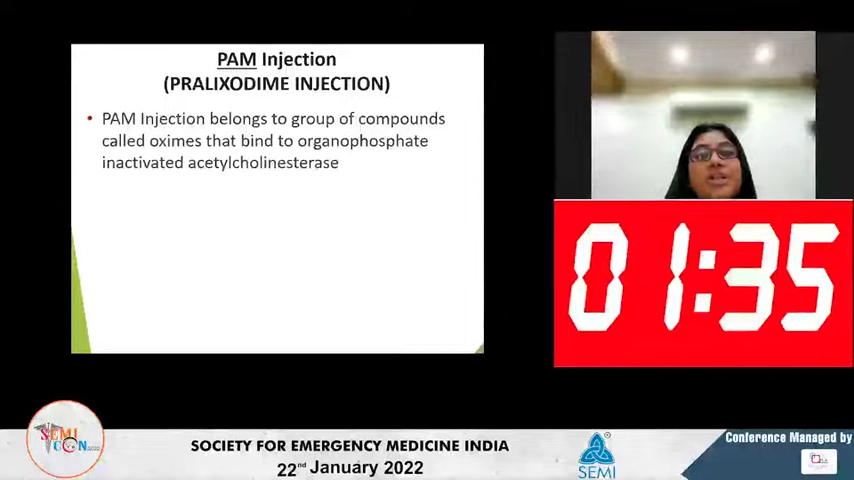 PAM Injection
(PRALIXODIME INJECTION)
• PAM Injection belongs to group of compounds
called oximes that bind to organophosphate
inactivated acetylcholinesterase
01:35
SEMI
CON 2022
SOCIETY FOR EMERGENCY MEDICINE INDIA
22nd January 2022
SEMI
Conference Managed by